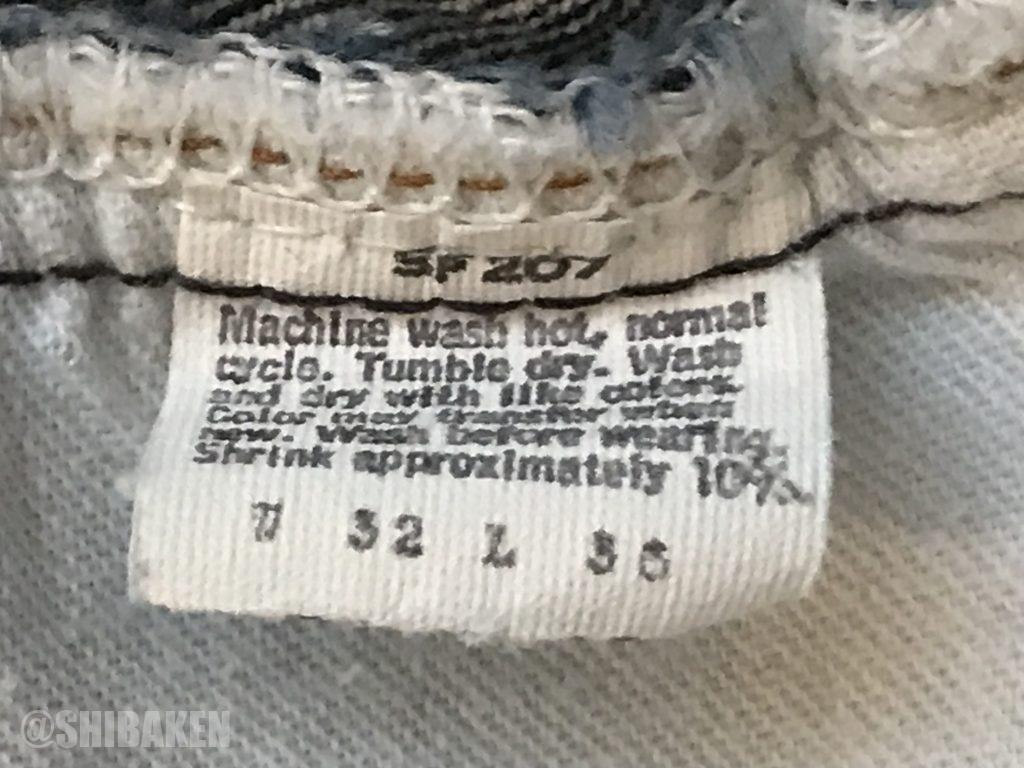 SF 207
Machine wash hot, normal
cycle. Tumble dry. Wash
and dry with like colors.
Color may transfer when
new. Wash before wearing.
Shrink approximately 10%.
W 32 L 36
@SHIBAKEN